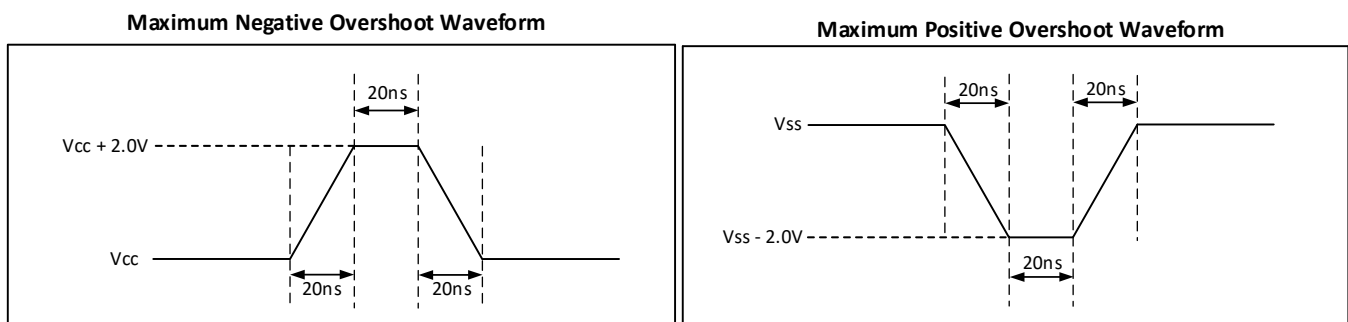 Maximum Negative Overshoot Waveform
20ns
Vcc + 2.0V
Vcc
20ns
20ns
Maximum Positive Overshoot Waveform
20ns
20ns
Vss
Vss - 2.0V
20ns